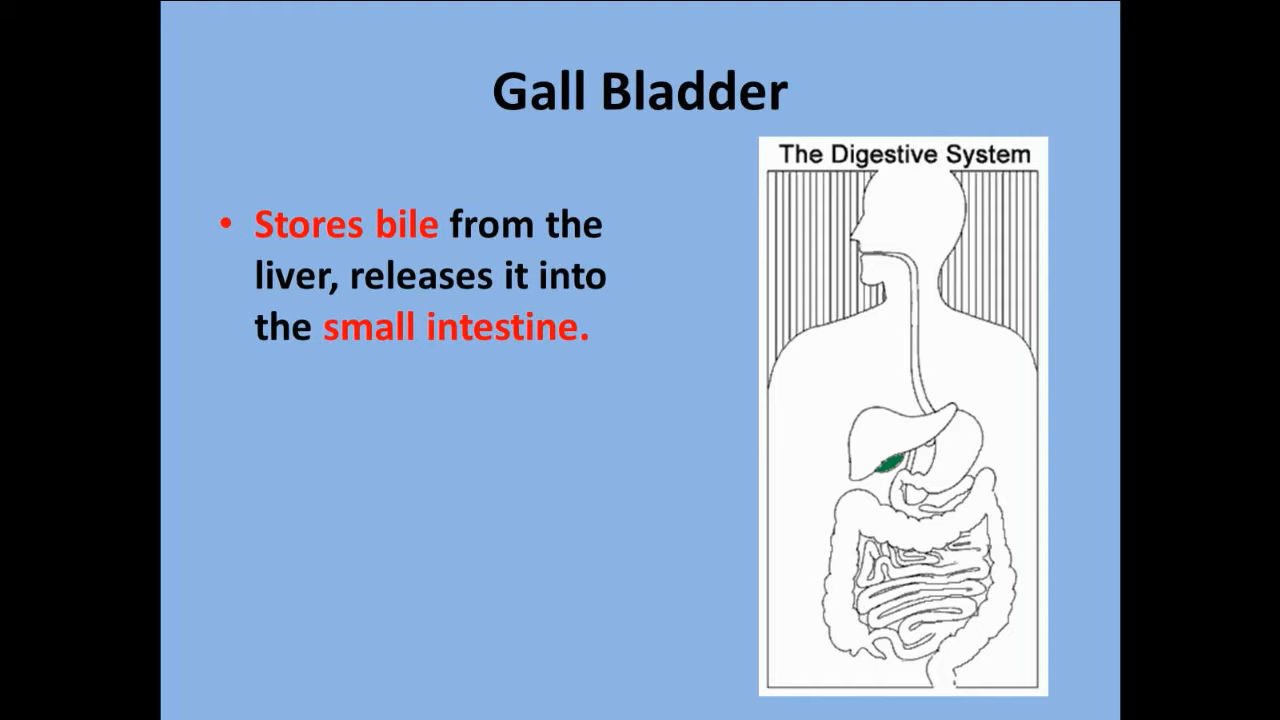 Gall Bladder
The Digestive System
• Stores bile from the
liver, releases it into
the small intestine.